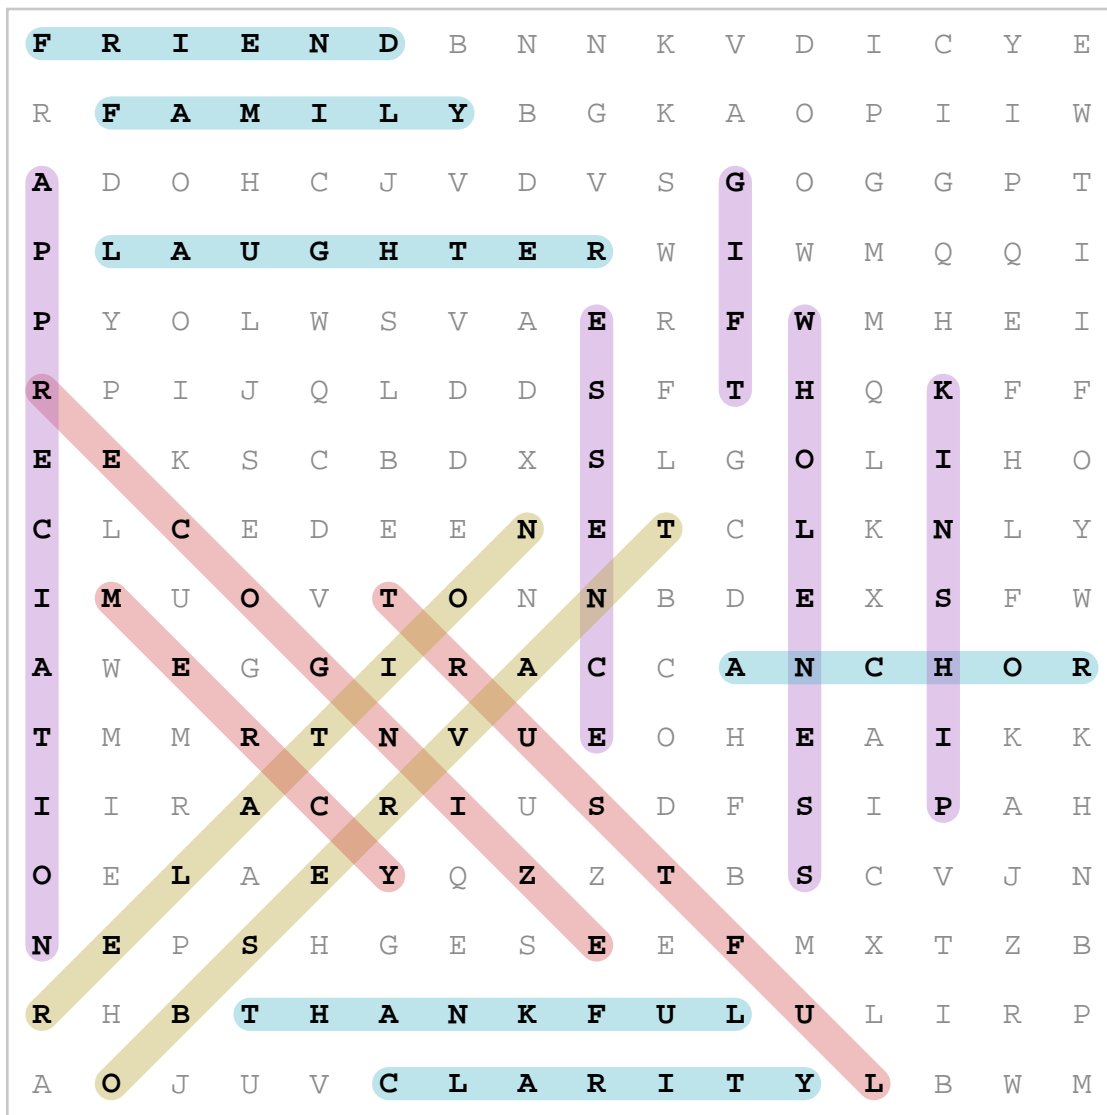 F R I E N D B N N K V D I C Y E
R F A M I L Y B G K A O P I I W
A D O H C J V D V S G O G G P T
P L A U G H T E R W I W M Q Q I
P Y O L W S V A E R F W M H E I
R P I J Q L D D S F T H Q K F F
E E K S C B D X S L G O L I H O
C L C E D E E N E T C L K N L Y
I M U O V T O N N B D E X S F W
A W E G G I R A C C A N C H O R
T M M R T N V U E O H E A I K K
I I R A C R I U S D F S I P A H
O E L A E Y Q Z Z T B S C V J N
N E P S H G E S E E F M X T Z B
R H B T H A N K F U L U L I R P
A O J U V C L A R I T Y L B W M